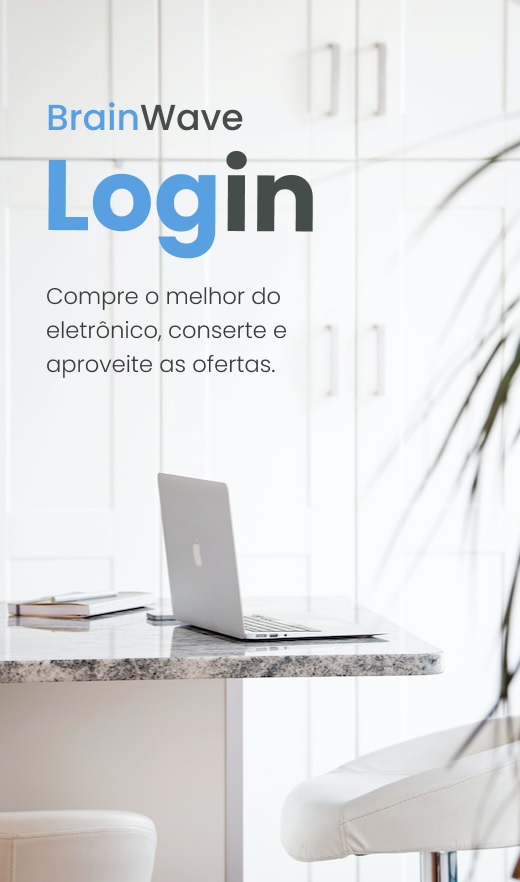 BrainWave
Login
Compre o melhor do
eletrônico, conserte e
aproveite as ofertas.